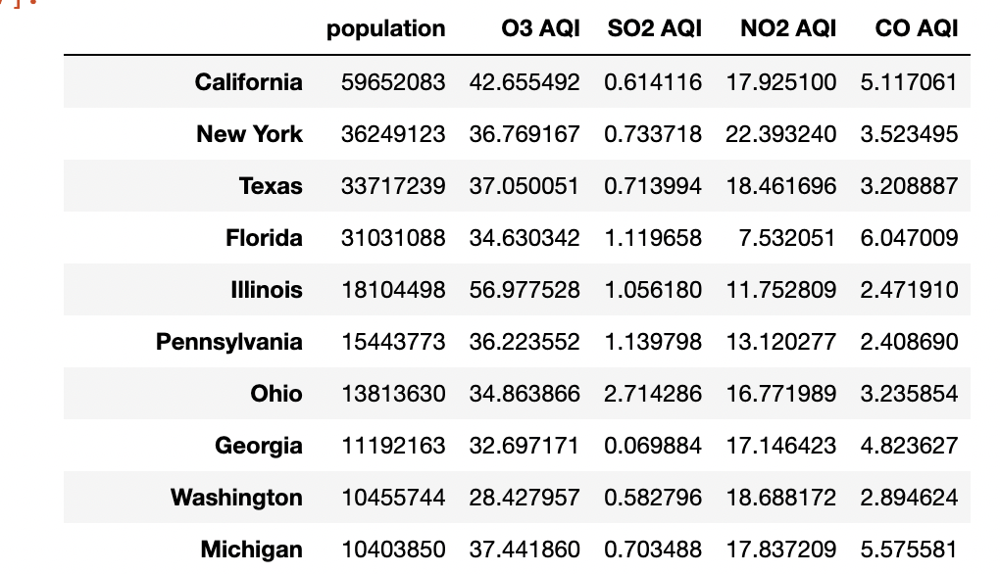 ].
population O3 AQI SO2 AQI NO2 AQI CO AQI
California 59652083 42.655492 0.614116 17.925100 5.117061
New York 36249123 36.769167 0.733718 22.393240 3.523495
Texas 33717239 37.050051 0.713994 18.461696 3.208887
Florida 31031088 34.630342 1.119658 7.532051 6.047009
Illinois 18104498 56.977528 1.056180 11.752809 2.471910
Pennsylvania 15443773 36.223552 1.139798 13.120277 2.408690
Ohio 13813630 34.863866 2.714286 16.771989 3.235854
Georgia 11192163 32.697171 0.069884 17.146423 4.823627
Washington 10455744 28.427957 0.582796 18.688172 2.894624
Michigan 10403850 37.441860 0.703488 17.837209 5.575581